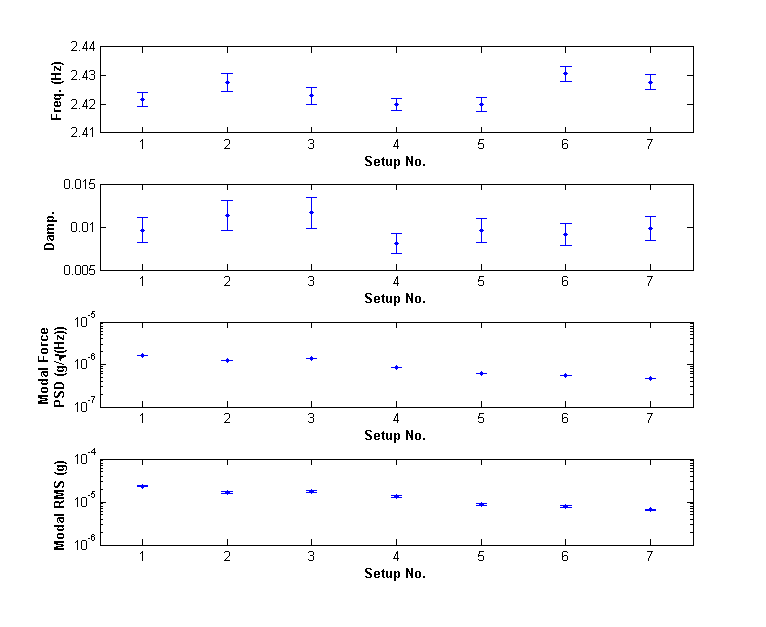 2.44
2.43
2.42
2.41
Freq. (Hz)
1 2 3 4 5 6 7
Setup No.
0.015
0.01
0.005
Damp.
1 2 3 4 5 6 7
Setup No.
10^-5
10^-6
10^-7
Modal Force
PSD (g/√(Hz))
1 2 3 4 5 6 7
Setup No.
10^-4
10^-5
10^-6
Modal RMS (g)
1 2 3 4 5 6 7
Setup No.